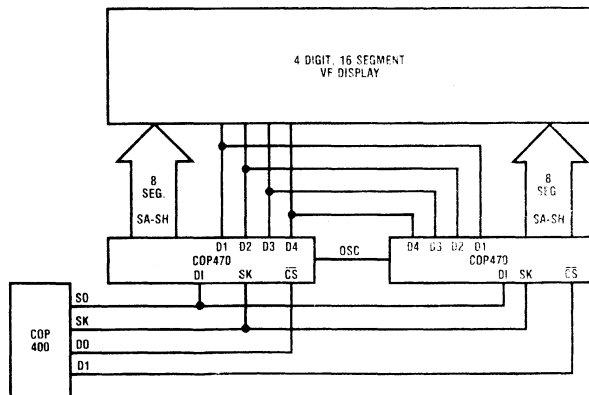 4 DIGIT, 16 SEGMENT
VF DISPLAY
8
SEG.
SA-SH
8
SEG
SA-SH
D1 D2 D3 D4
COP470
DI SK CS
OSC
D4 D3 D2 D1
COP470
DI SK CS
COP
400
SO
SK
DO
D1